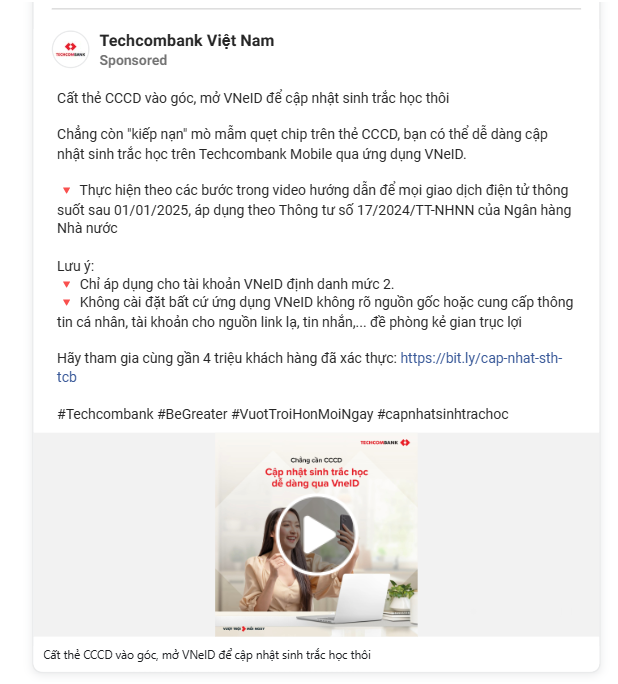 Techcombank Việt Nam
Sponsored
TECHCOMBANK
Cất thẻ CCCD vào góc, mở VNeID để cập nhật sinh trắc học thôi
Chẳng còn "kiếp nạn" mò mẫm quẹt chip trên thẻ CCCD, bạn có thể dễ dàng cập
nhật sinh trắc học trên Techcombank Mobile qua ứng dụng VNeID.
🔻 Thực hiện theo các bước trong video hướng dẫn để mọi giao dịch điện tử thông
suốt sau 01/01/2025, áp dụng theo Thông tư số 17/2024/TT-NHNN của Ngân hàng
Nhà nước
Lưu ý:
🔻 Chỉ áp dụng cho tài khoản VNeID định danh mức 2.
🔻 Không cài đặt bất cứ ứng dụng VNeID không rõ nguồn gốc hoặc cung cấp thông
tin cá nhân, tài khoản cho nguồn link lạ, tin nhắn,... đề phòng kẻ gian trục lợi
Hãy tham gia cùng gần 4 triệu khách hàng đã xác thực: https://bit.ly/cap-nhat-sth-
tcb
#Techcombank #BeGreater #VuotTroiHonMoiNgay #capnhatsinhtrachoc
TECHCOMBANK
Chẳng cần CCCD
Cập nhật sinh trắc học
dễ dàng qua VneID
VƯỢT TRỘI MỖI NGÀY
Cất thẻ CCCD vào góc, mở VNeID để cập nhật sinh trắc học thôi